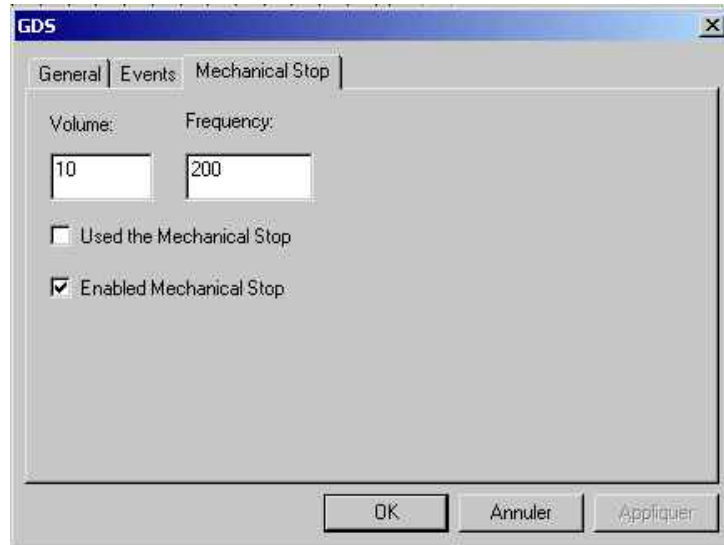 GDS
General Events Mechanical Stop
Volume: Frequency:
10 200
Used the Mechanical Stop
Enabled Mechanical Stop
OK Annuler Appliquer